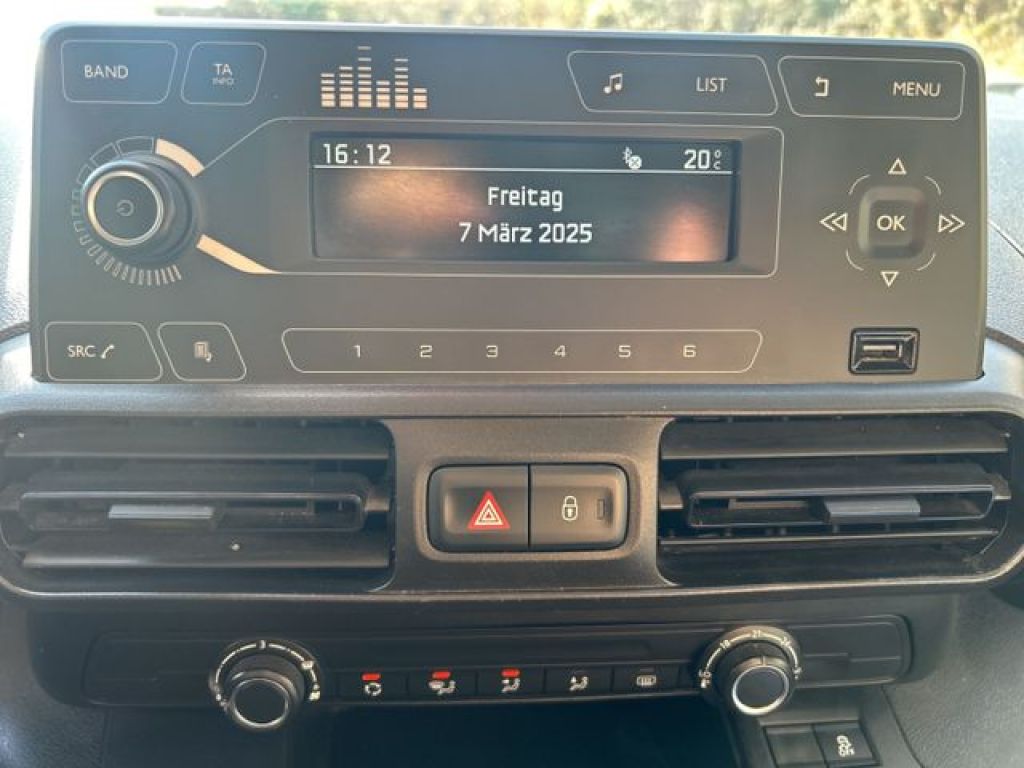 BAND
TA
INFO
LIST
MENU
16:12
20°C
Freitag
7 März 2025
OK
SRC
1 2 3 4 5 6